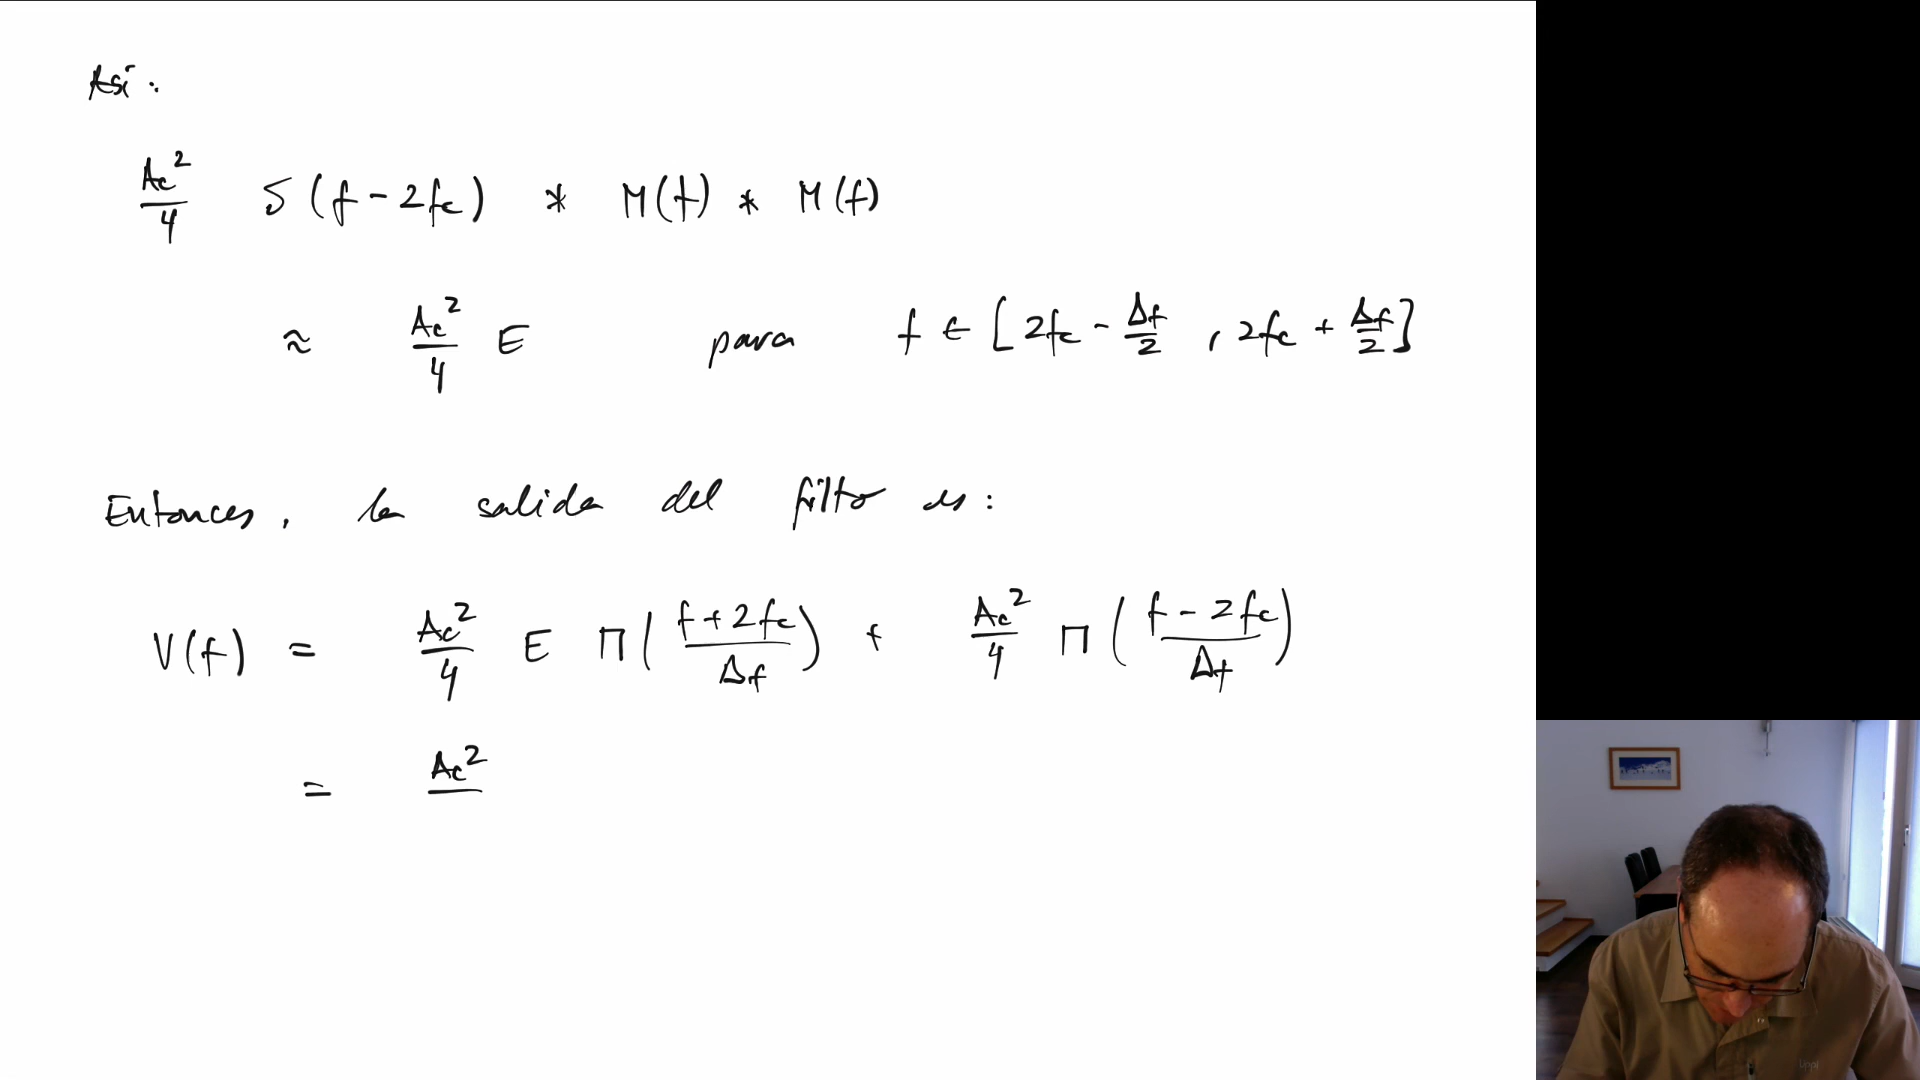 Así :
Ac²/4 δ(f - 2fc) * M(f) * M(f)
≈ Ac²/4 E para f ∈ [2fc - Δf/2 , 2fc + Δf/2]
Entonces, la salida del filtro es :
V(f) = Ac²/4 E Π((f + 2fc)/Δf) + Ac²/4 Π((f - 2fc)/Δf)
= Ac²